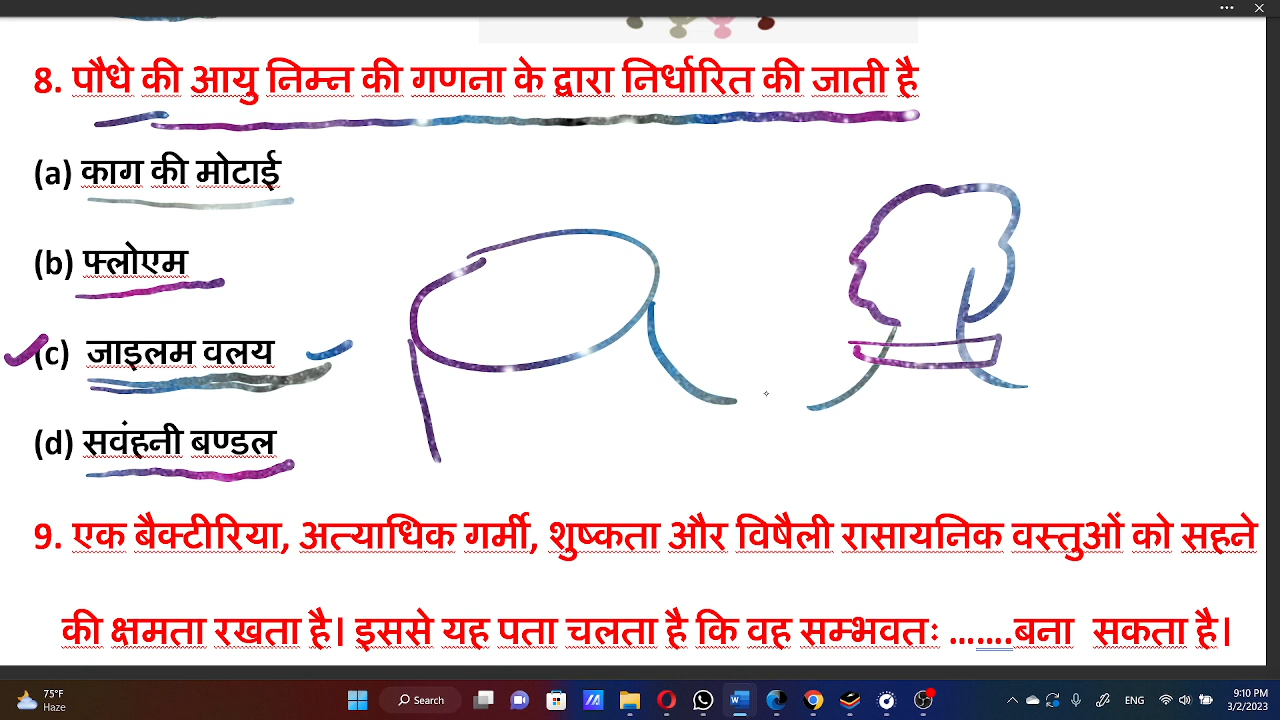 8. पौधे की आयु निम्न की गणना के द्वारा निर्धारित की जाती है
(a) काग की मोटाई
(b) फ्लोएम
(c) जाइलम वलय
(d) सवंहनी बण्डल
9. एक बैक्टीरिया, अत्याधिक गर्मी, शुष्कता और विषैली रासायनिक वस्तुओं को सहने
की क्षमता रखता है। इससे यह पता चलता है कि वह सम्भवतः …….बना सकता है।
75°F
Haze
Search
ENG
9:10 PM
3/2/2023